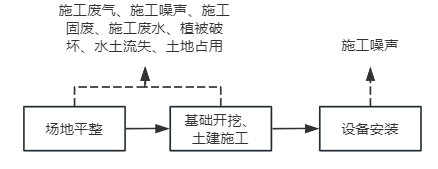 施工废气、施工噪声、施工
固废、施工废水、植被破
坏、水土流失、土地占用
施工噪声
场地平整
基础开挖、
土建施工
设备安装